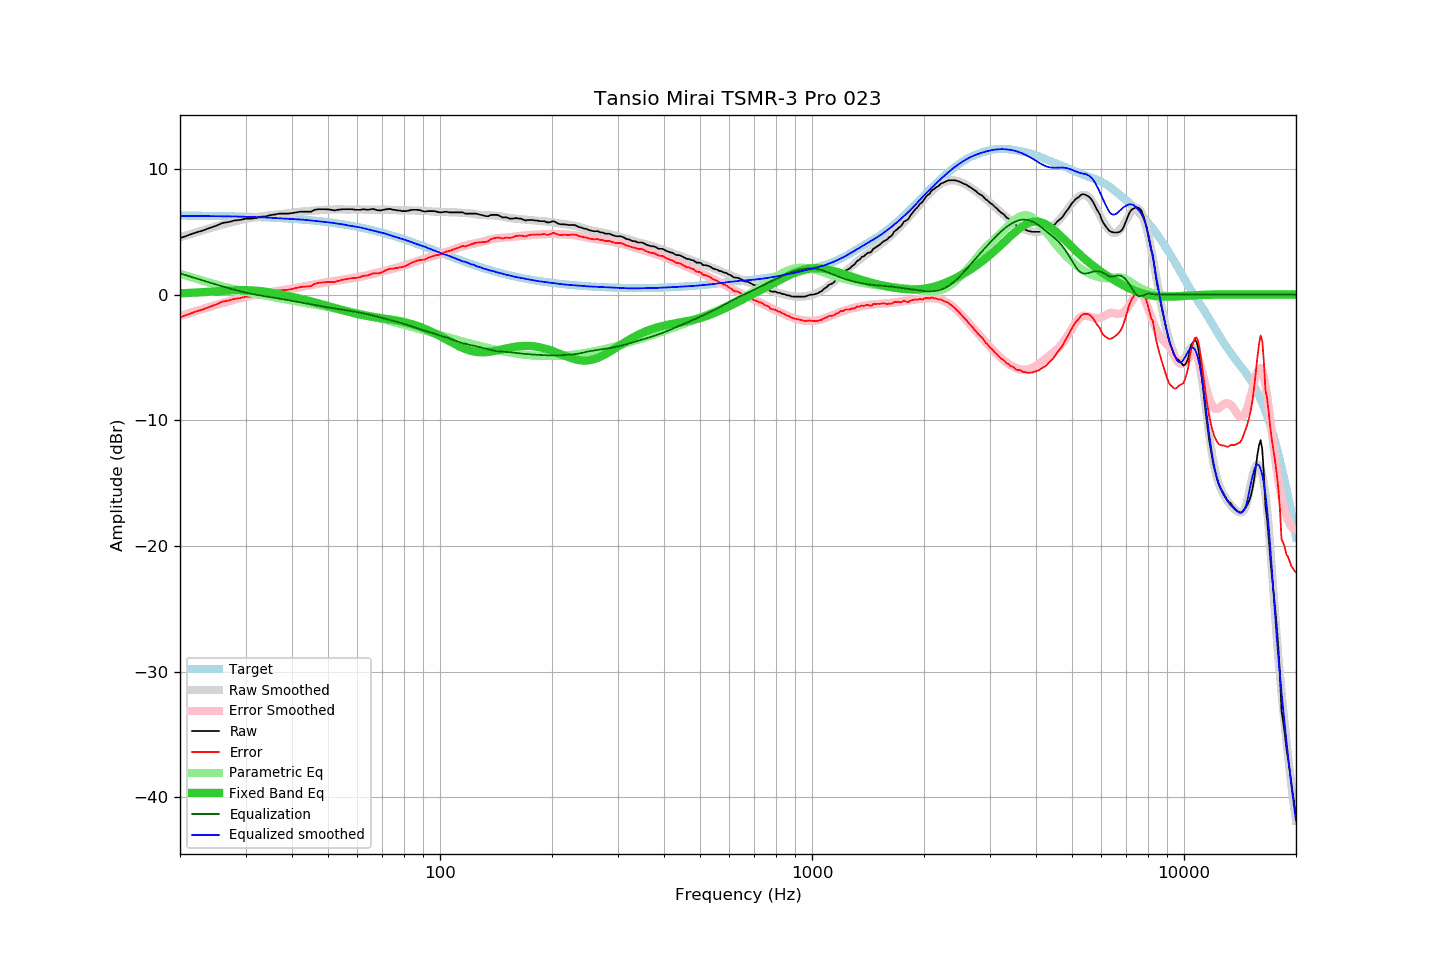 Tansio Mirai TSMR-3 Pro 023
Amplitude (dBr)
10
0
−10
−20
−30
−40
Target
Raw Smoothed
Error Smoothed
Raw
Error
Parametric Eq
Fixed Band Eq
Equalization
Equalized smoothed
100
1000
10000
Frequency (Hz)